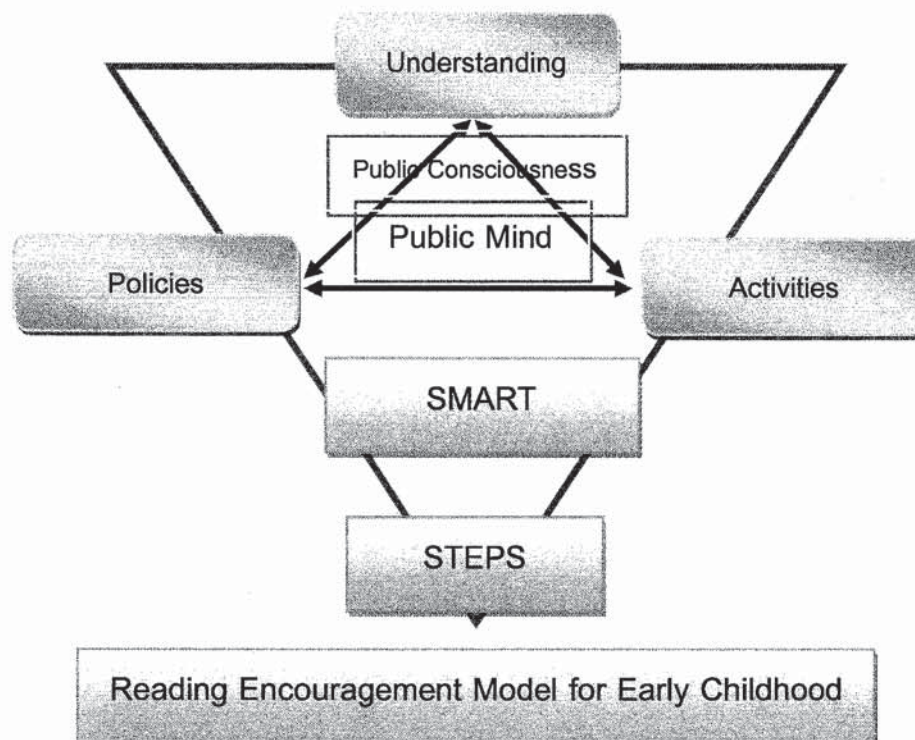 Understanding
Public Consciousness
Public Mind
Policies
Activities
SMART
STEPS
Reading Encouragement Model for Early Childhood